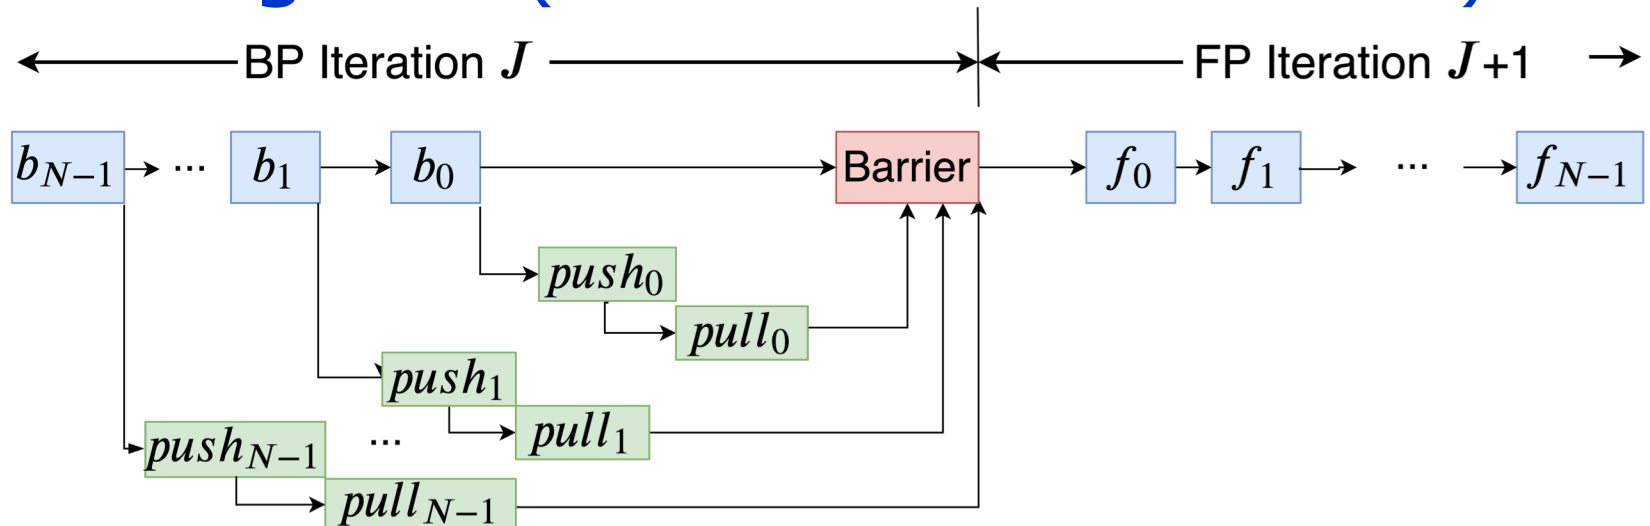 BP Iteration J FP Iteration J+1
b_{N-1} ... b_1 b_0 Barrier f_0 f_1 ... f_{N-1}
push_0
pull_0
push_1
pull_1
push_{N-1} ...
pull_{N-1}